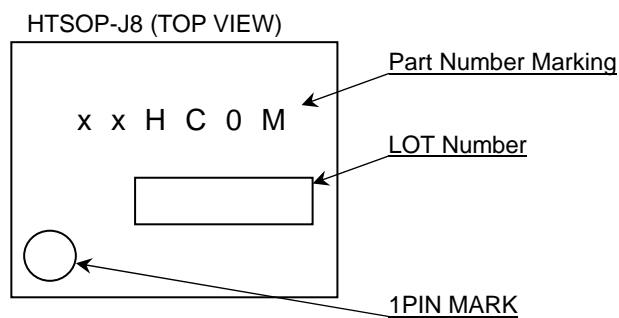 HTSOP-J8 (TOP VIEW)
Part Number Marking
x x H C 0 M
LOT Number
1PIN MARK